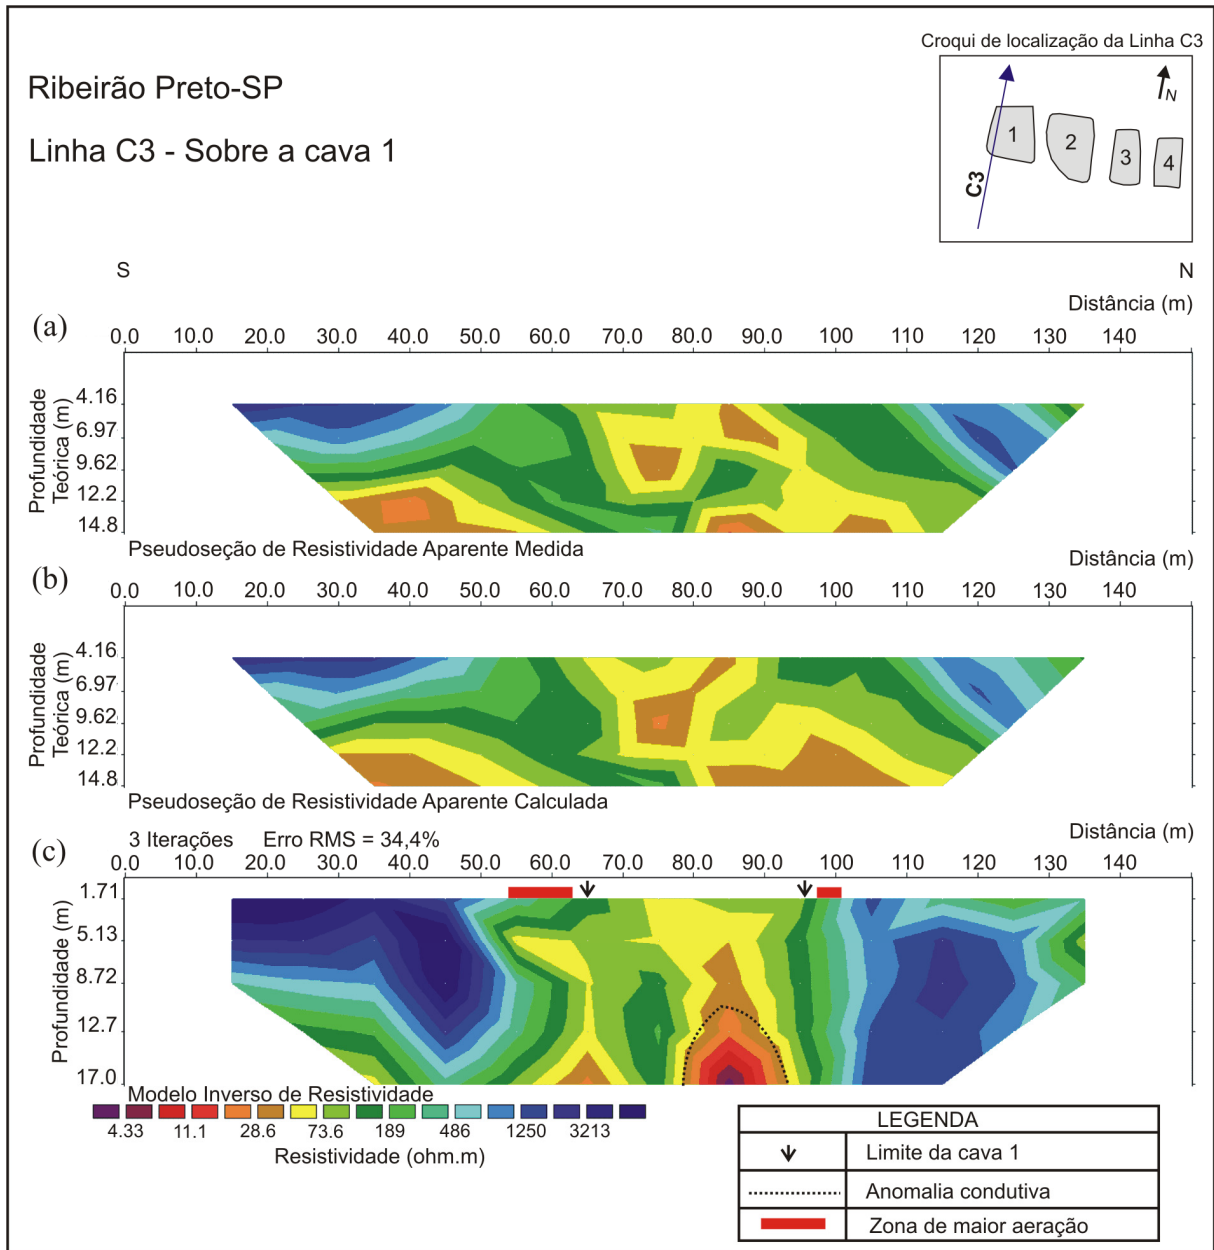 Croqui de localização da Linha C3
Ribeirão Preto-SP
Linha C3 - Sobre a cava 1
N
1
2
3
4
C3
S
N
Distância (m)
(a)
0.0 10.0 20.0 30.0 40.0 50.0 60.0 70.0 80.0 90.0 100 110 120 130 140
Profundidade
Teórica (m)
4.16
6.97
9.62
12.2
14.8
Pseudoseção de Resistividade Aparente Medida
Distância (m)
(b)
0.0 10.0 20.0 30.0 40.0 50.0 60.0 70.0 80.0 90.0 100 110 120 130 140
Profundidade
Teórica (m)
4.16
6.97
9.62
12.2
14.8
Pseudoseção de Resistividade Aparente Calculada
3 Iterações Erro RMS = 34,4%
Distância (m)
(c)
0.0 10.0 20.0 30.0 40.0 50.0 60.0 70.0 80.0 90.0 100 110 120 130 140
Profundidade (m)
1.71
5.13
8.72
12.7
17.0
Modelo Inverso de Resistividade
4.33 11.1 28.6 73.6 189 486 1250 3213
Resistividade (ohm.m)
LEGENDA
Limite da cava 1
Anomalia condutiva
Zona de maior aeração